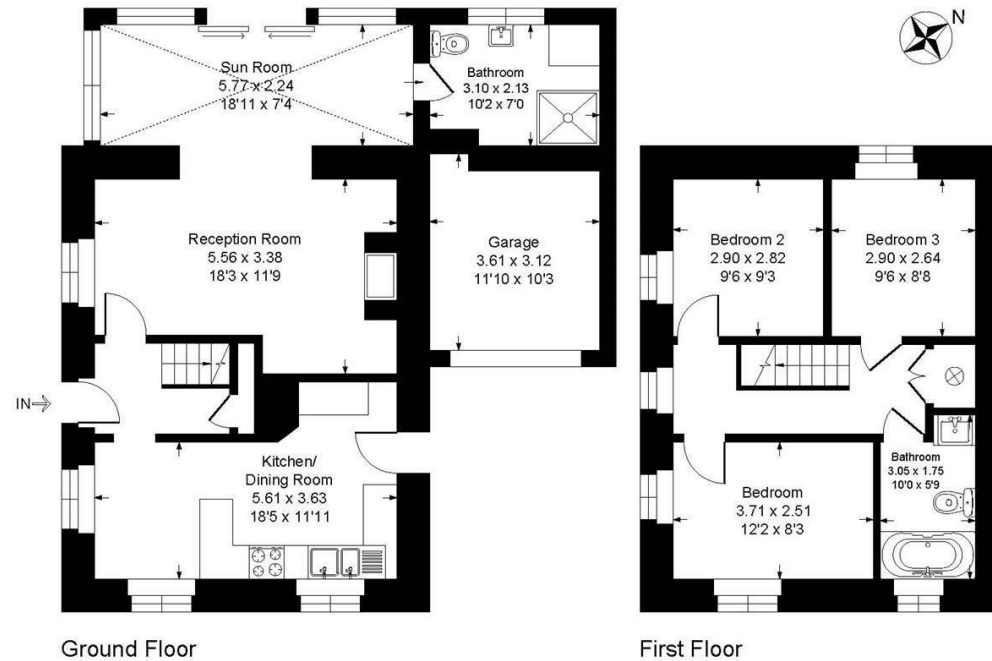 N
Sun Room
5.77 x 2.24
18'11 x 7'4
Bathroom
3.10 x 2.13
10'2 x 7'0
Reception Room
5.56 x 3.38
18'3 x 11'9
Garage
3.61 x 3.12
11'10 x 10'3
IN
Kitchen/
Dining Room
5.61 x 3.63
18'5 x 11'11
Ground Floor
Bedroom 2
2.90 x 2.82
9'6 x 9'3
Bedroom 3
2.90 x 2.64
9'6 x 8'8
Bathroom
3.05 x 1.75
10'0 x 5'9
Bedroom
3.71 x 2.51
12'2 x 8'3
First Floor